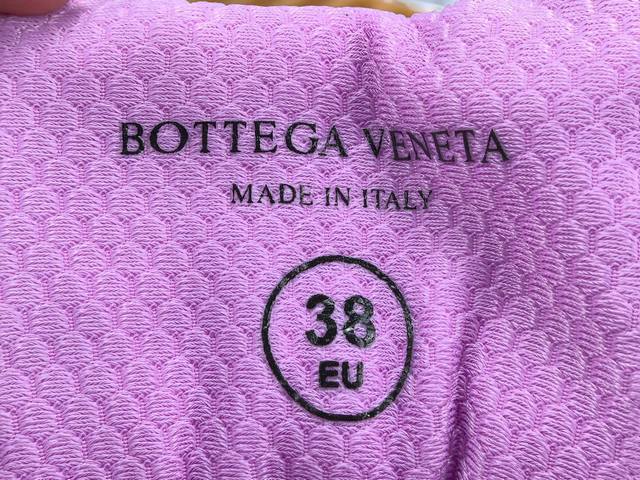 BOTTEGA VENETA
MADE IN ITALY
38
EU